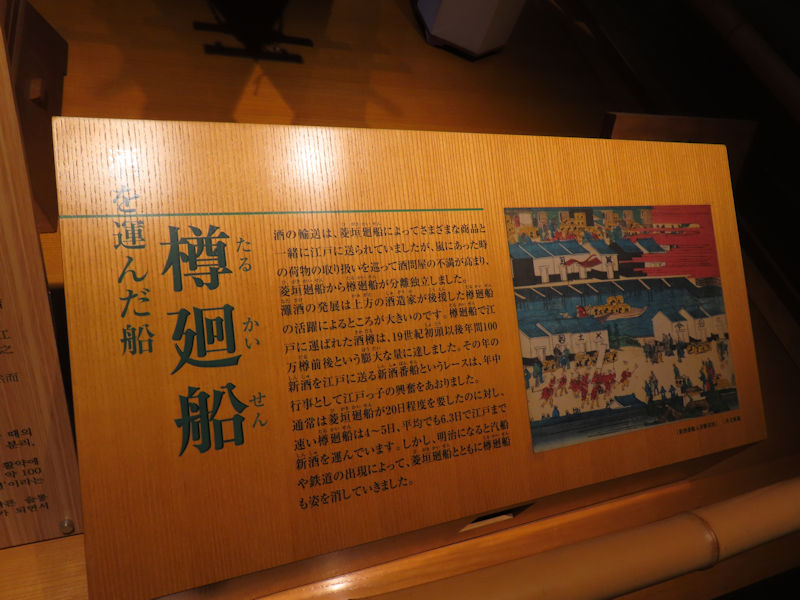 を運んだ船
樽廻船
たる かい せん
酒の輸送は、菱垣廻船によってさまざまな商品と
一緒に江戸に送られていましたが、嵐にあった時
の荷物の取り扱いを巡って酒問屋の不満が高まり、
菱垣廻船から樽廻船が分離独立しました。
灘酒の発展は上方の酒造家が後援した樽廻船
の活躍によるところが大きいのです。樽廻船で江
戸に運ばれた酒樽は、19世紀初頭以後年間100
万樽前後という膨大な量に達しました。その年の
新酒を江戸に送る新酒番船というレースは、年中
行事として江戸っ子の興奮をあおりました。
通常は菱垣廻船が20日程度を要したのに対し、
速い樽廻船は4〜5日、平均でも6.3日で江戸まで
新酒を運んでいます。しかし、明治になると汽船
や鉄道の出現によって、菱垣廻船とともに樽廻船
も姿を消していきました。
江
之
而
때의
분리,
활약에
약 100
이라는